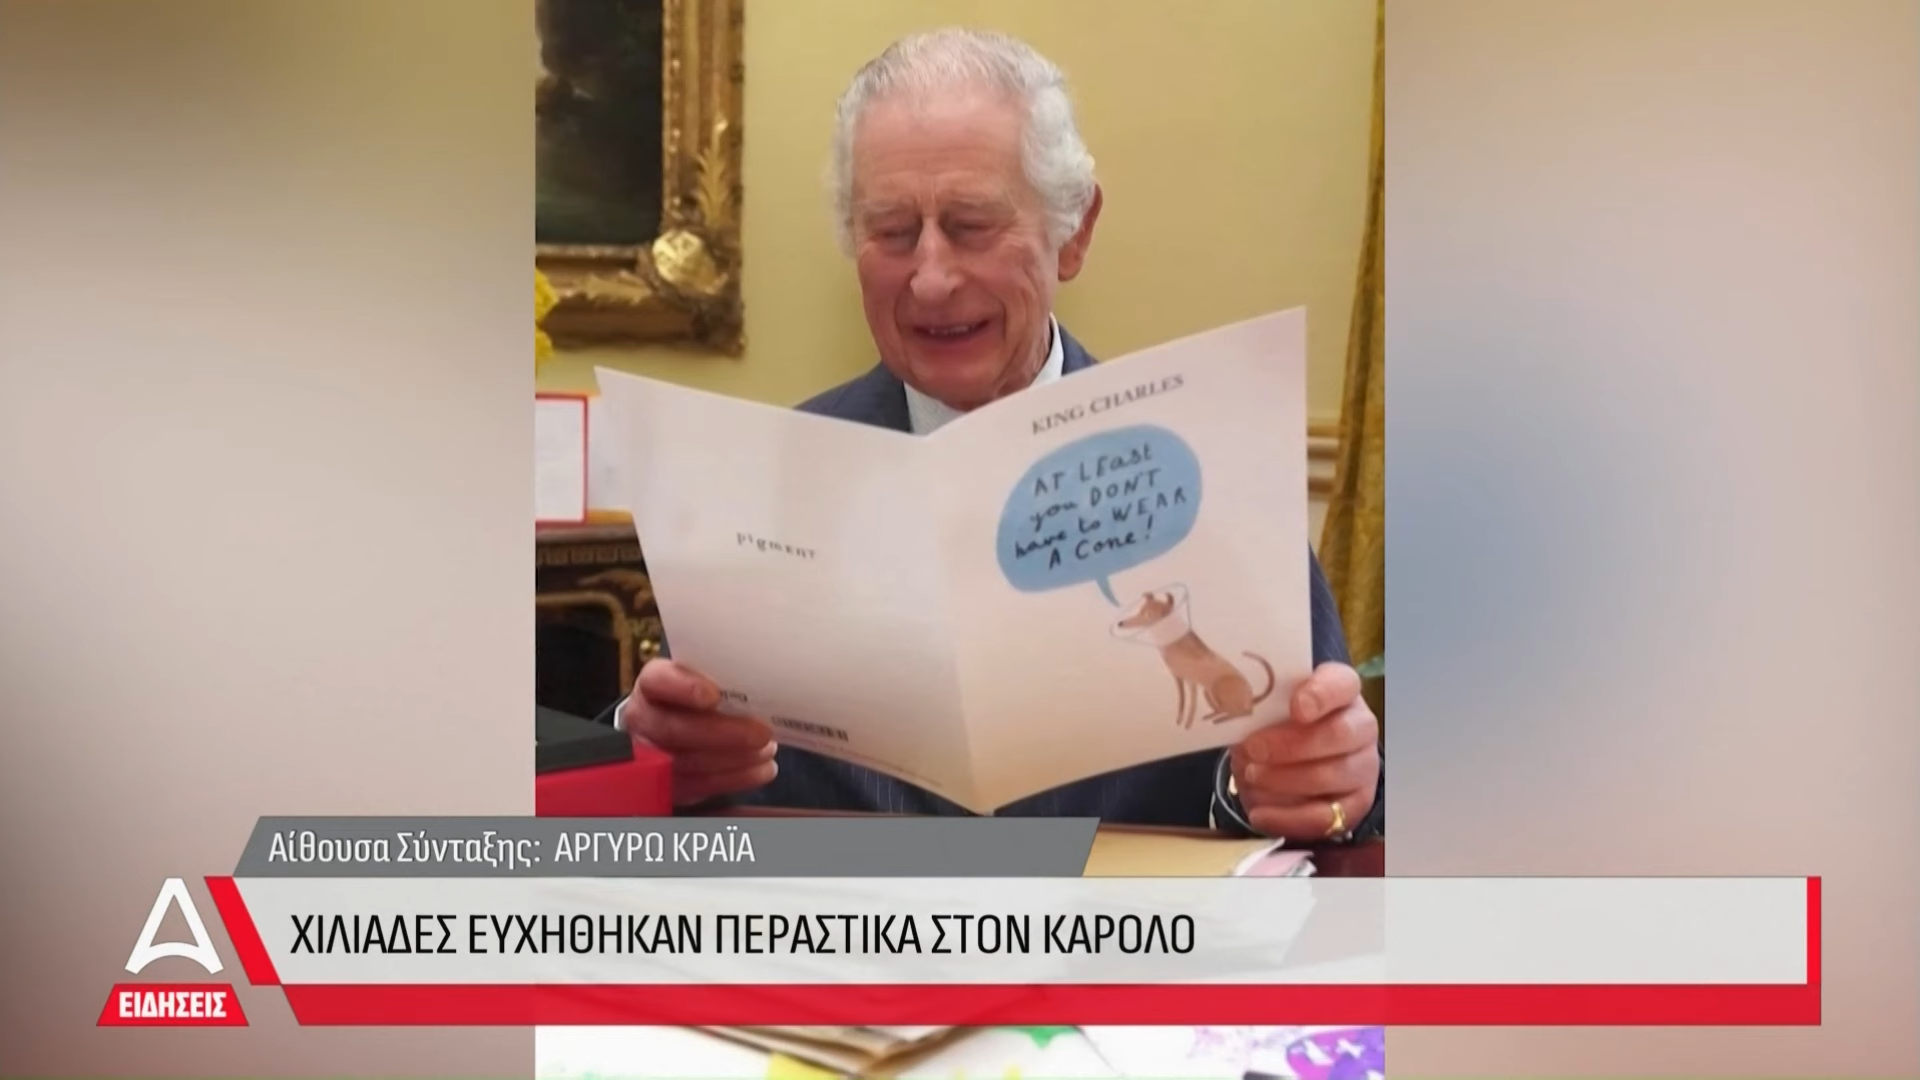 KING CHARLES
AT LEast
you DON'T
have to WEAR
A Cone!
pigment
Αίθουσα Σύνταξης: ΑΡΓΥΡΩ ΚΡΑΪΑ
ΧΙΛΙΑΔΕΣ ΕΥΧΗΘΗΚΑΝ ΠΕΡΑΣΤΙΚΑ ΣΤΟΝ ΚΑΡΟΛΟ
ΕΙΔΗΣΕΙΣ